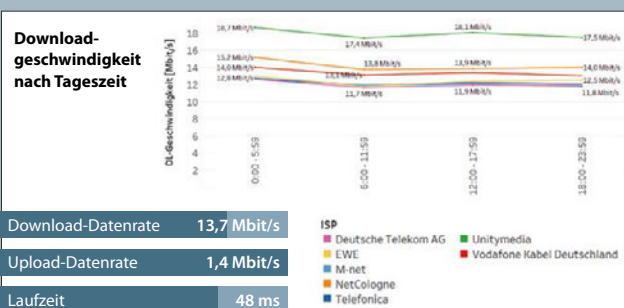 Download-
geschwindigkeit
nach Tageszeit
DL-Geschwindigkeit [Mbit/s]
18
16
14
12
10
8
6
4
2
18,7 Mbit/s
17,4 Mbit/s
18,1 Mbit/s
17,5 Mbit/s
15,2 Mbit/s
13,8 Mbit/s
13,9 Mbit/s
14,0 Mbit/s
14,0 Mbit/s
13,1 Mbit/s
12,8 Mbit/s
12,5 Mbit/s
11,7 Mbit/s
11,9 Mbit/s
11,8 Mbit/s
0:00 - 5:59
6:00 - 11:59
12:00 - 17:59
18:00 - 23:59
Download-Datenrate 13,7 Mbit/s
Upload-Datenrate 1,4 Mbit/s
Laufzeit 48 ms
ISP
Deutsche Telekom AG
EWE
M-net
NetCologne
Telefonica
Unitymedia
Vodafone Kabel Deutschland